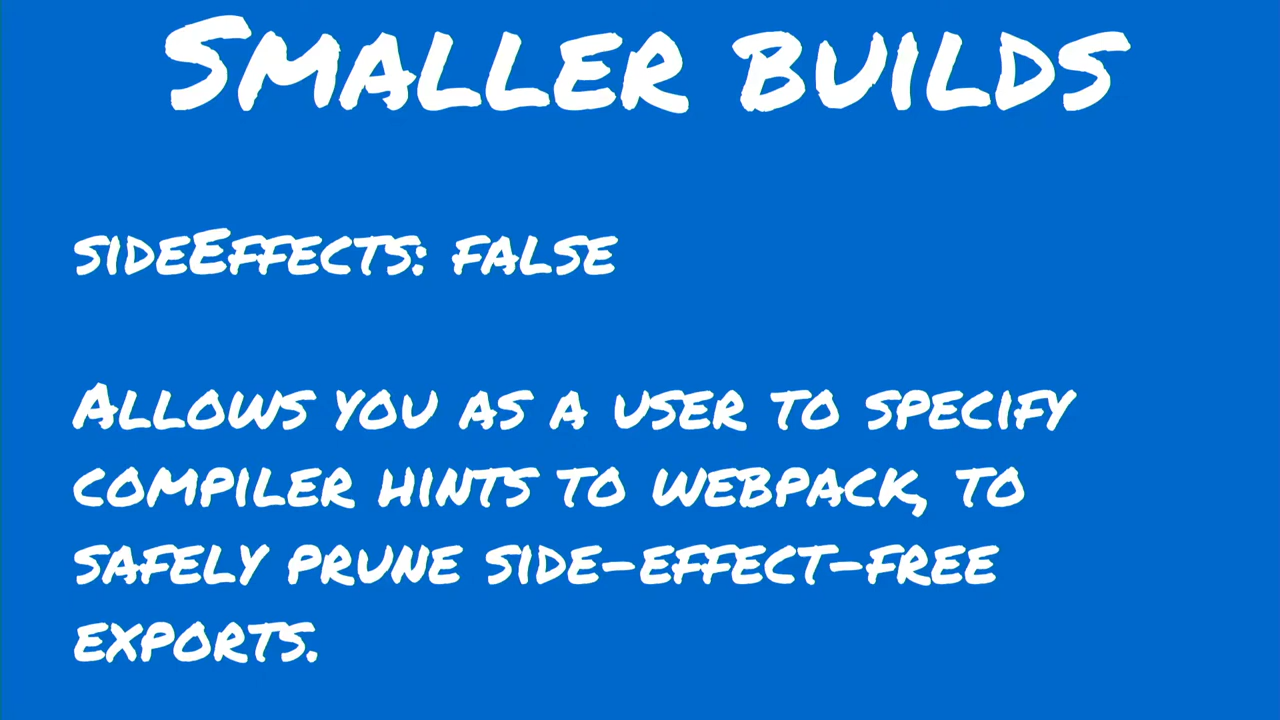 Smaller builds
sideEffects: false
Allows you as a user to specify
compiler hints to webpack, to
safely prune side-effect-free
exports.